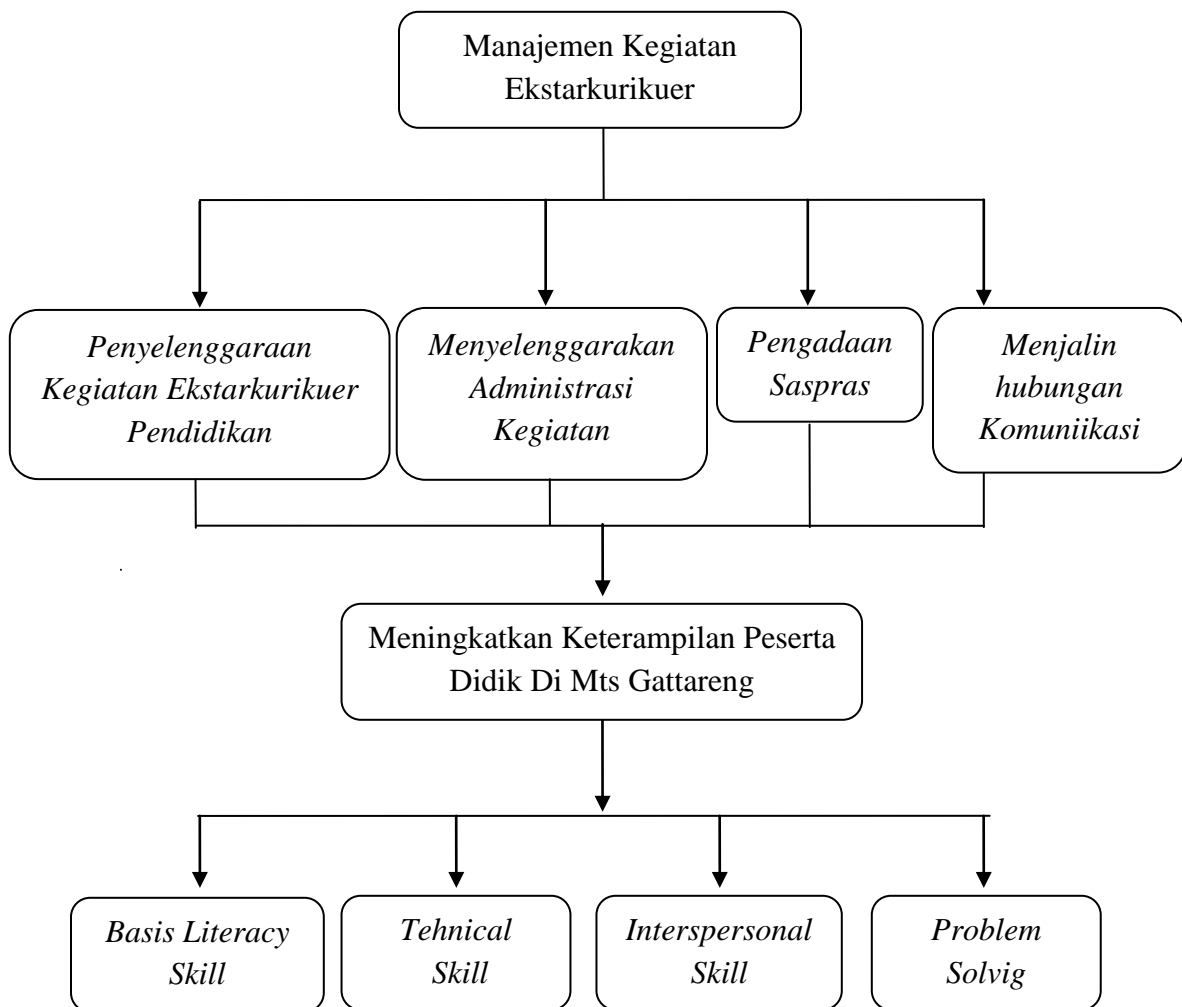 Manajemen Kegiatan
Ekstarkurikuer
Penyelenggaraan
Kegiatan Ekstarkurikuer
Pendidikan
Menyelenggarakan
Administrasi
Kegiatan
Pengadaan
Saspras
Menjalin
hubungan
Komuniikasi
Meningkatkan Keterampilan Peserta
Didik Di Mts Gattareng
Basis Literacy
Skill
Tehnical
Skill
Interspersonal
Skill
Problem
Solvig